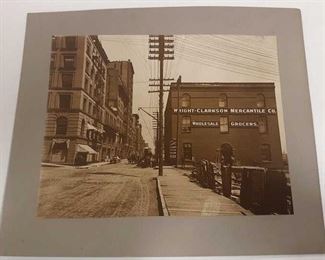 WRIGHT-CLARKSON MERCANTILE CO.
WHOLESALE GROCERS.